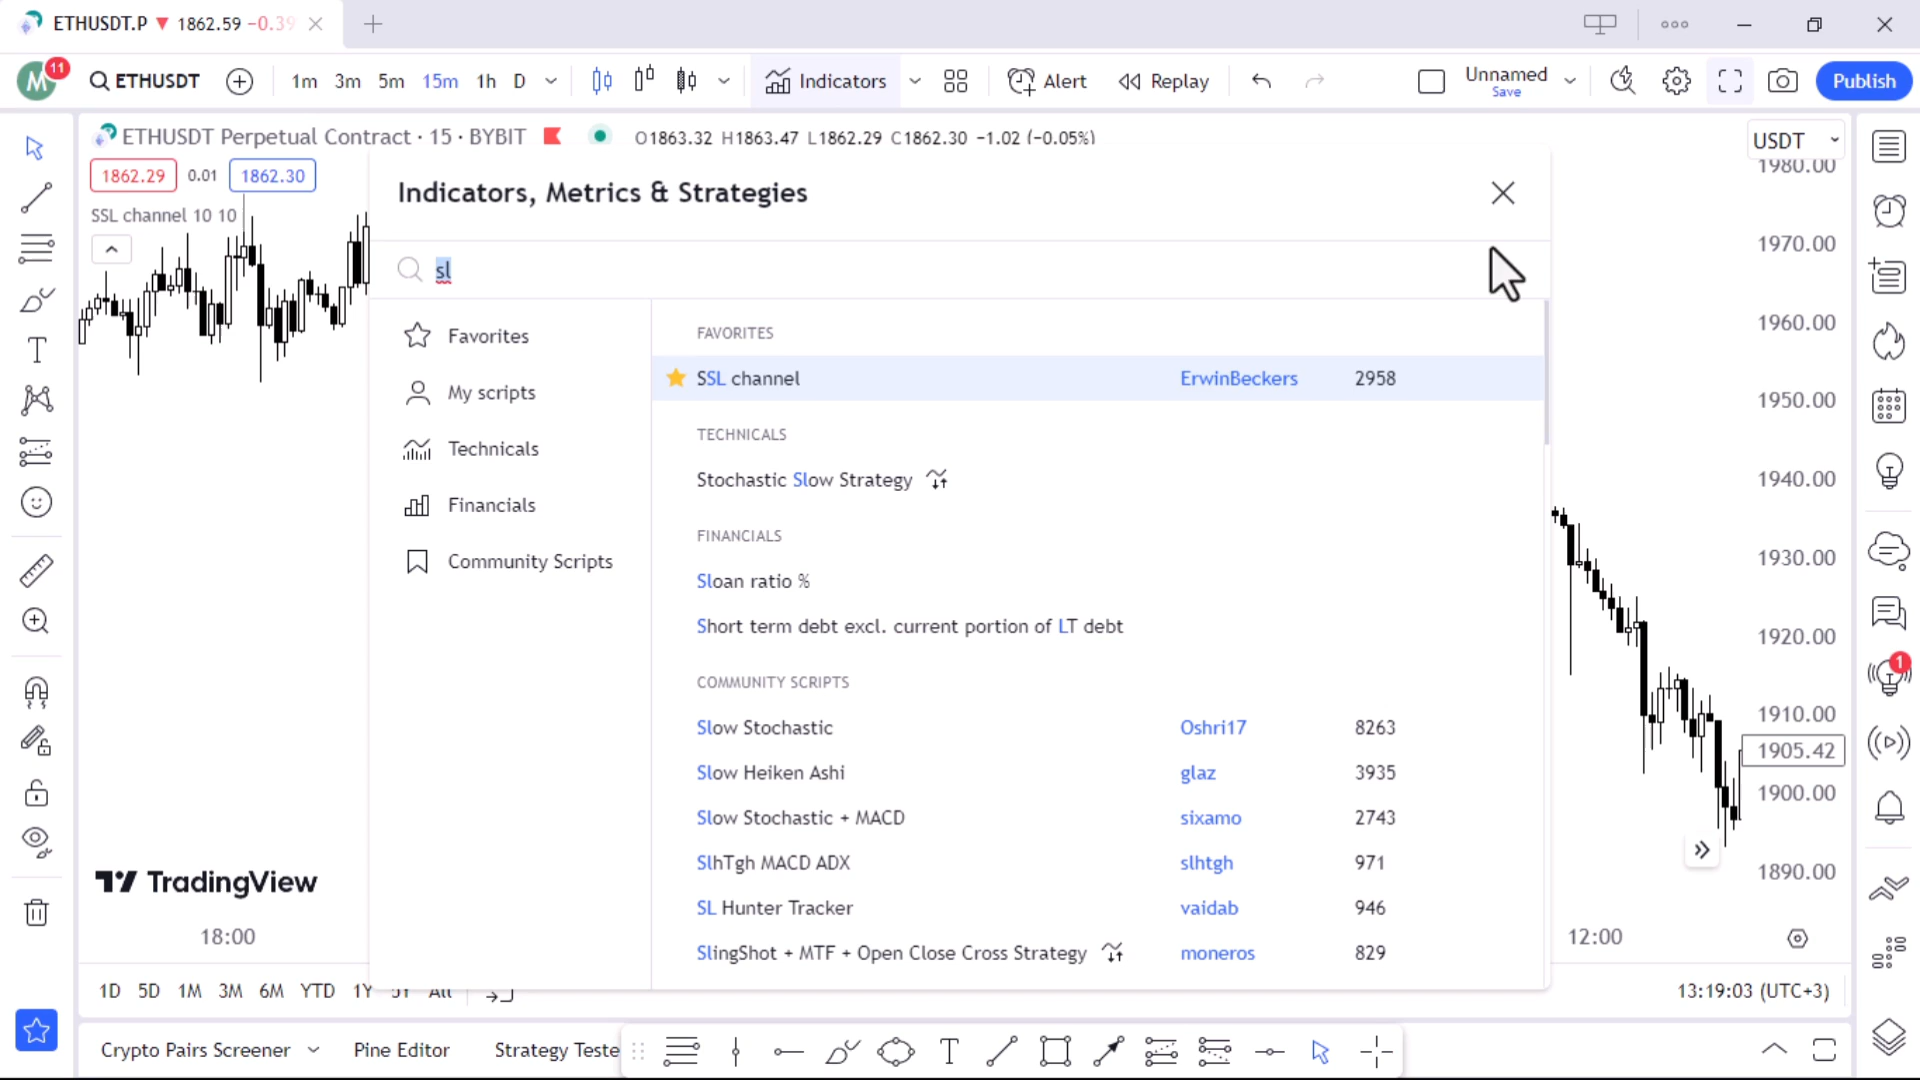 ETHUSDT.P ▼ 1862.59 −0.39
M 11 ETHUSDT 1m 3m 5m 15m 1h D Indicators Alert Replay Unnamed Save Publish
ETHUSDT Perpetual Contract · 15 · BYBIT O1863.32 H1863.47 L1862.29 C1862.30 −1.02 (−0.05%) USDT
1862.29 0.01 1862.30
SSL channel 10 10
Indicators, Metrics & Strategies
sl
Favorites
My scripts
Technicals
Financials
Community Scripts
FAVORITES
SSL channel ErwinBeckers 2958
TECHNICALS
Stochastic Slow Strategy
FINANCIALS
Sloan ratio %
Short term debt excl. current portion of LT debt
COMMUNITY SCRIPTS
Slow Stochastic Oshri17 8263
Slow Heiken Ashi glaz 3935
Slow Stochastic + MACD sixamo 2743
SlhTgh MACD ADX slhtgh 971
SL Hunter Tracker vaidab 946
SlingShot + MTF + Open Close Cross Strategy moneros 829
1980.00
1970.00
1960.00
1950.00
1940.00
1930.00
1920.00
1910.00
1905.42
1900.00
1890.00
1
TradingView
18:00 12:00
1D 5D 1M 3M 6M YTD 1Y 5Y All 13:19:03 (UTC+3)
Crypto Pairs Screener Pine Editor Strategy Teste